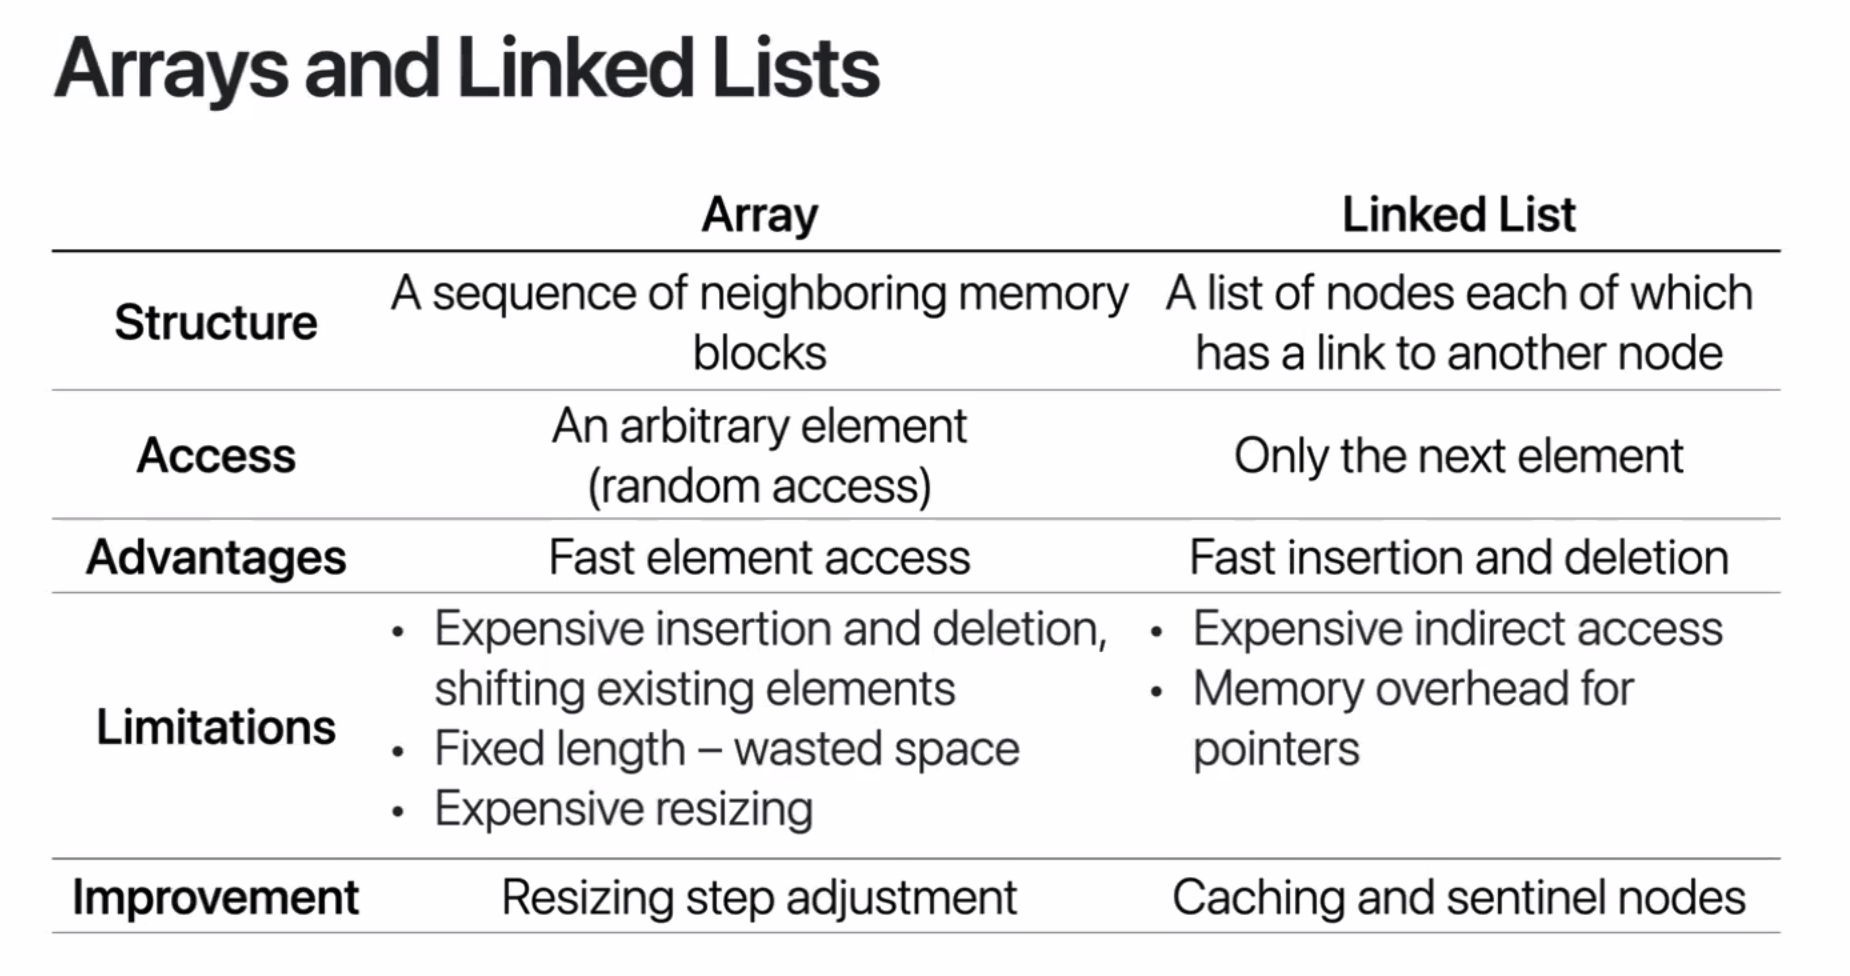 Arrays and Linked Lists
Array Linked List
Structure
A sequence of neighboring memory
blocks
A list of nodes each of which
has a link to another node
Access
An arbitrary element
(random access)
Only the next element
Advantages
Fast element access
Fast insertion and deletion
Limitations
• Expensive insertion and deletion,
shifting existing elements
• Fixed length – wasted space
• Expensive resizing
• Expensive indirect access
• Memory overhead for
pointers
Improvement
Resizing step adjustment
Caching and sentinel nodes